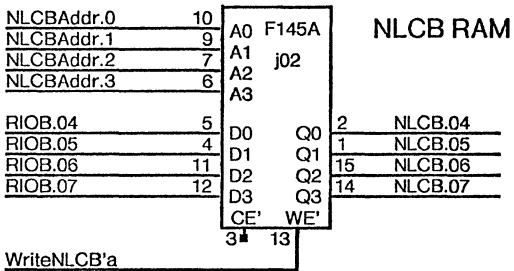 NLCBAddr.0 10 A0 F145A NLCB RAM
NLCBAddr.1 9 A1 j02
NLCBAddr.2 7 A2
NLCBAddr.3 6 A3
RIOB.04 5 D0 Q0 2 NLCB.04
RIOB.05 4 D1 Q1 1 NLCB.05
RIOB.06 11 D2 Q2 15 NLCB.06
RIOB.07 12 D3 Q3 14 NLCB.07
CE' WE'
3 13
WriteNLCB'a